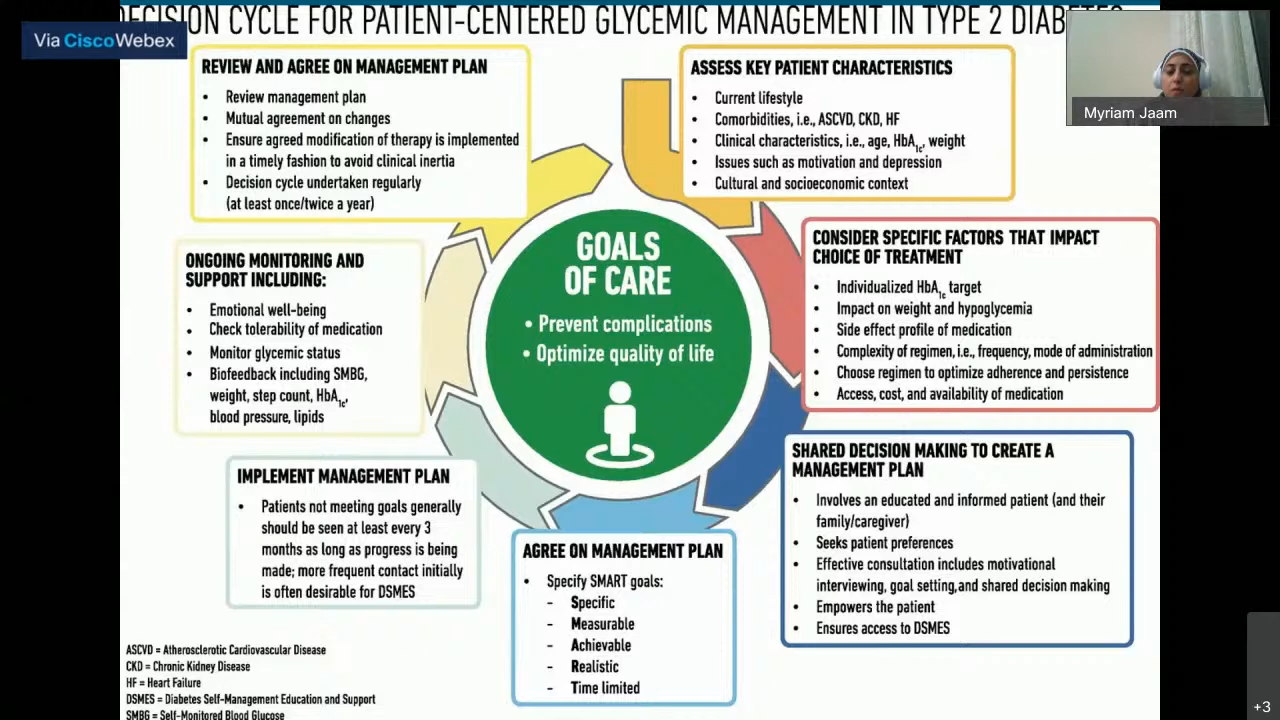 DECISION CYCLE FOR PATIENT-CENTERED GLYCEMIC MANAGEMENT IN TYPE 2
Via CiscoWebex
REVIEW AND AGREE ON MANAGEMENT PLAN
• Review management plan
• Mutual agreement on changes
• Ensure agreed modification of therapy is implemented
in a timely fashion to avoid clinical inertia
• Decision cycle undertaken regularly
(at least once/twice a year)
ASSESS KEY PATIENT CHARACTERISTICS
• Current lifestyle
• Comorbidities, i.e., ASCVD, CKD, HF
• Clinical characteristics, i.e., age, HbA1c, weight
• Issues such as motivation and depression
• Cultural and socioeconomic context
Myriam Jaam
CONSIDER SPECIFIC FACTORS THAT IMPACT
CHOICE OF TREATMENT
• Individualized HbA1c target
• Impact on weight and hypoglycemia
• Side effect profile of medication
• Complexity of regimen, i.e., frequency, mode of administration
• Choose regimen to optimize adherence and persistence
• Access, cost, and availability of medication
GOALS
OF CARE
• Prevent complications
• Optimize quality of life
ONGOING MONITORING AND
SUPPORT INCLUDING:
• Emotional well-being
• Check tolerability of medication
• Monitor glycemic status
• Biofeedback including SMBG,
weight, step count, HbA1c,
blood pressure, lipids
SHARED DECISION MAKING TO CREATE A
MANAGEMENT PLAN
• Involves an educated and informed patient (and their
family/caregiver)
• Seeks patient preferences
• Effective consultation includes motivational
interviewing, goal setting,and shared decision making
• Empowers the patient
• Ensures access to DSMES
IMPLEMENT MANAGEMENT PLAN
• Patients not meeting goals generally
should be seen at least every 3
months as long as progress is being
made; more frequent contact initially
is often desirable for DSMES
AGREE ON MANAGEMENT PLAN
• Specify SMART goals:
- Specific
- Measurable
- Achievable
- Realistic
- Time limited
ASCVD = Atherosclerotic Cardiovascular Disease
CKD = Chronic Kidney Disease
HF = Heart Failure
DSMES = Diabetes Self-Management Education and Support
SMBG = Self-Monitored Blood Glucose
+3